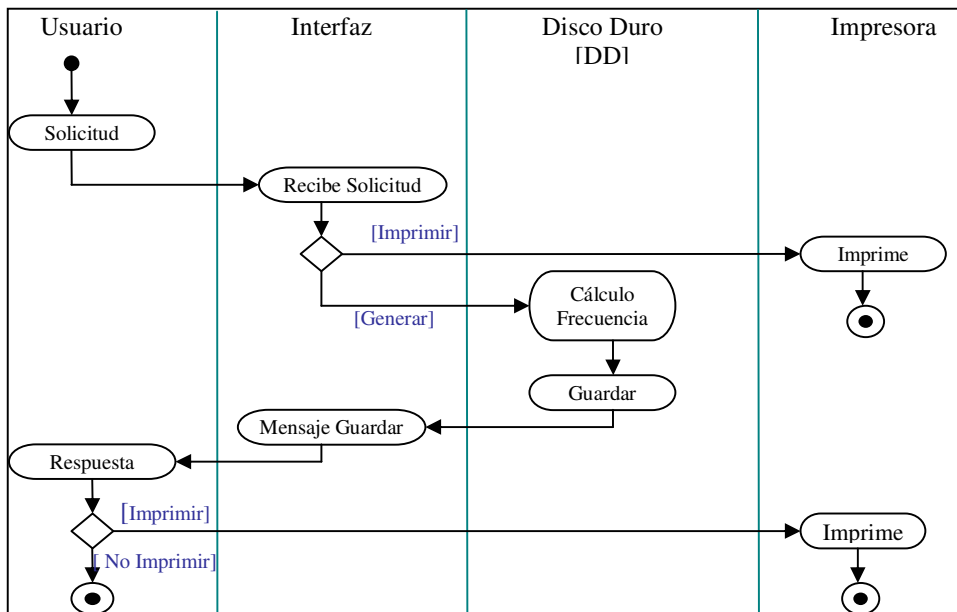 Usuario
Interfaz
Disco Duro
[DD]
Impresora
Solicitud
Recibe Solicitud
[Imprimir]
Imprime
Cálculo
Frecuencia
[Generar]
Guardar
Mensaje Guardar
Respuesta
[Imprimir]
Imprime
[ No Imprimir]